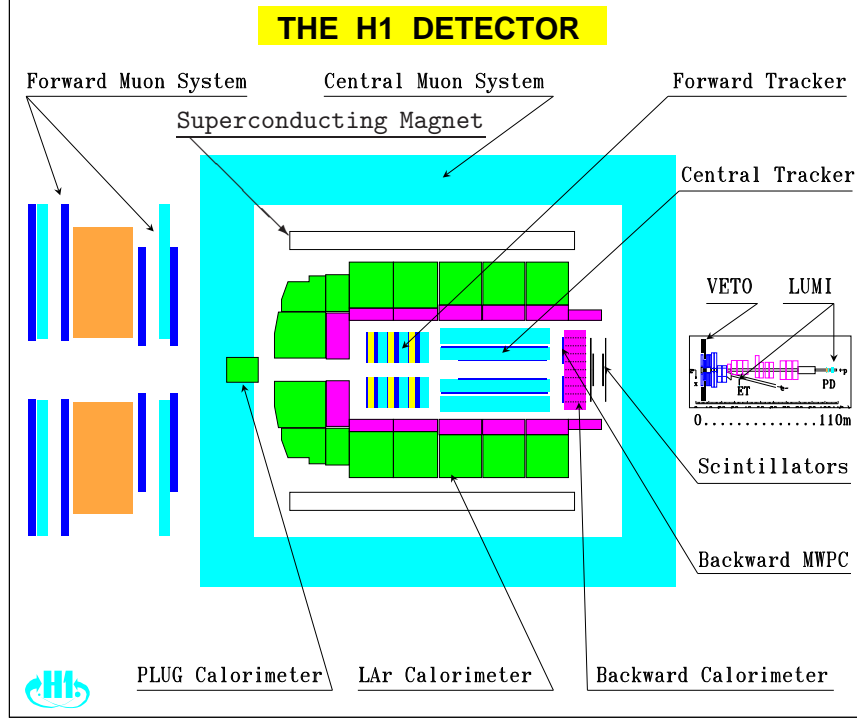 THE H1 DETECTOR
Forward Muon System
Central Muon System
Forward Tracker
Superconducting Magnet
Central Tracker
VETO
LUMI
ET
PD
0..............110m
Scintillators
Backward MWPC
PLUG Calorimeter
LAr Calorimeter
Backward Calorimeter
H1